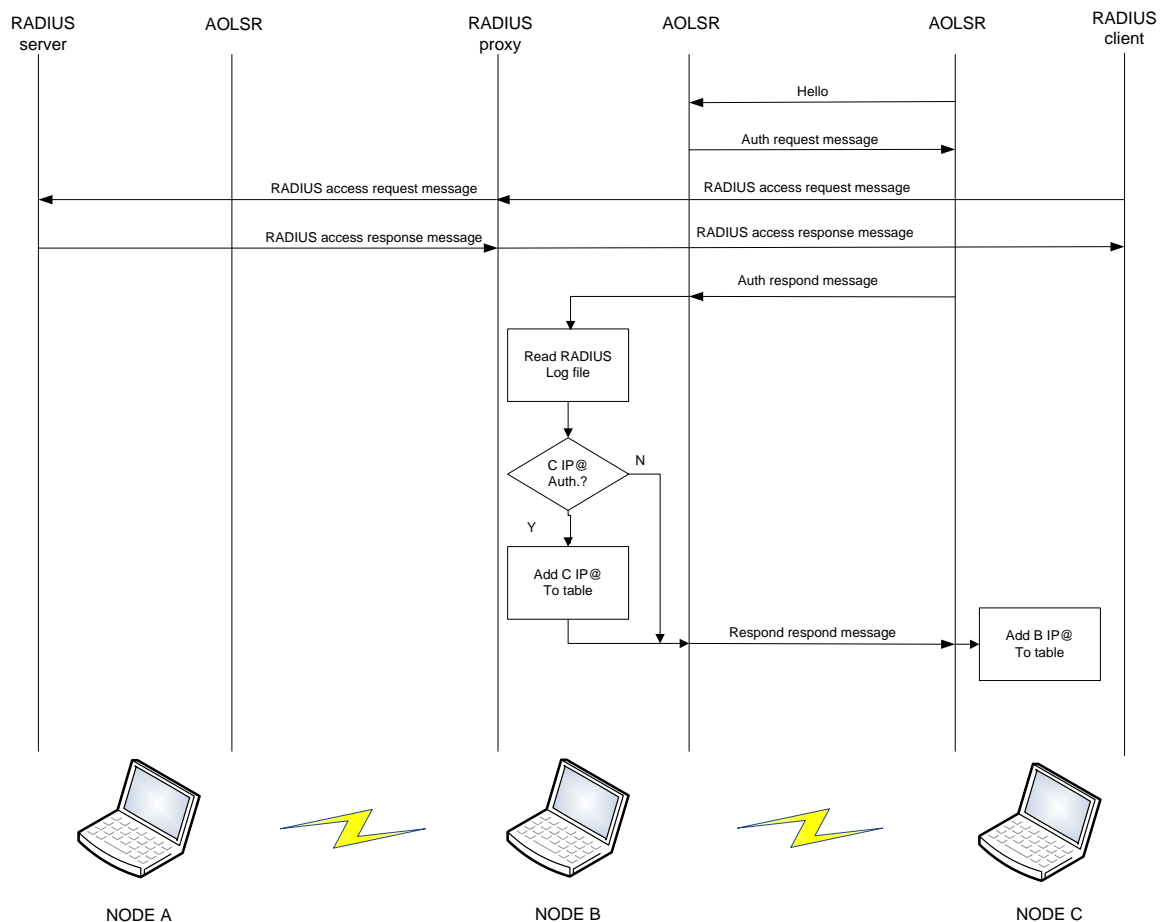 RADIUS
server
AOLSR
RADIUS
proxy
AOLSR
AOLSR
RADIUS
client
Hello
Auth request message
RADIUS access request message
RADIUS access request message
RADIUS access response message
RADIUS access response message
Auth respond message
Read RADIUS
Log file
C IP@
Auth.?
N
Y
Add C IP@
To table
Respond respond message
Add B IP@
To table
NODE A
NODE B
NODE C